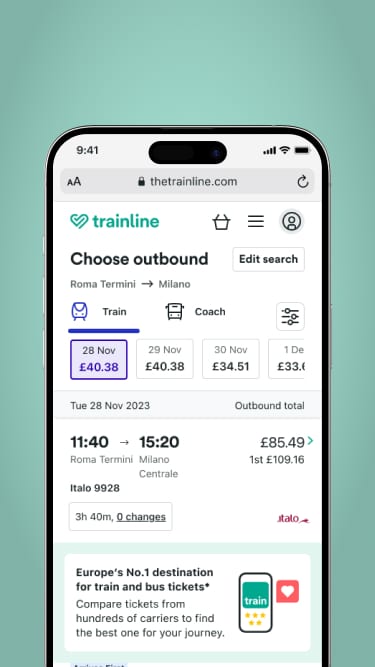 9:41
AA
thetrainline.com
trainline
Choose outbound
Edit search
Roma Termini → Milano
Train
Coach
28 Nov
£40.38
29 Nov
£40.38
30 Nov
£34.51
1 De
£33.6
Tue 28 Nov 2023
Outbound total
11:40 → 15:20
£85.49
Roma Termini
Milano
Centrale
1st £109.16
Italo 9928
3h 40m, 0 changes
italo
Europe's No.1 destination
for train and bus tickets*
Compare tickets from
hundreds of carriers to find
the best one for your journey.
train